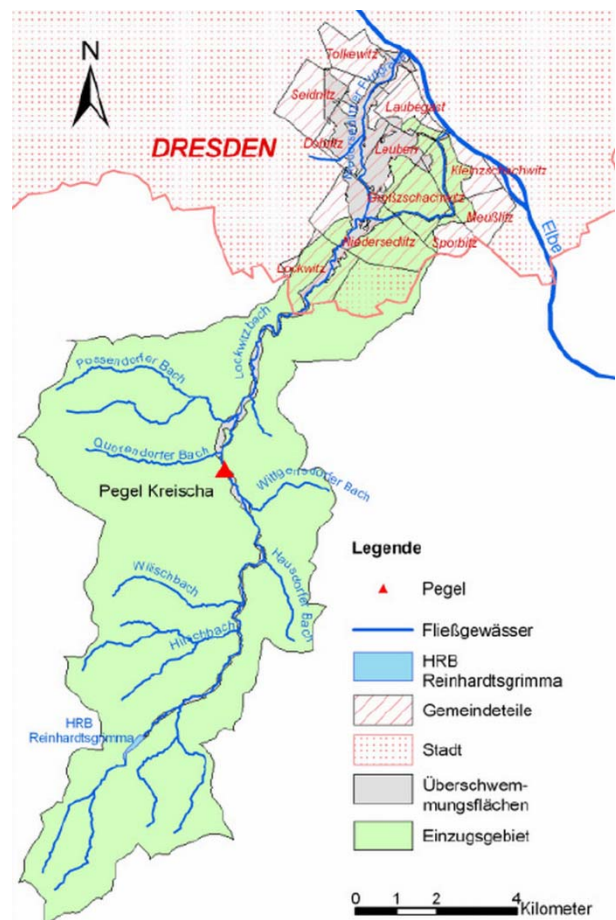 N
DRESDEN
Tolkewitz
Seidnitz
Laubegast
Dobritz
Leuben
Kleinzschachwitz
Großzschachwitz
Meußlitz
Niedersedlitz
Sporbitz
Lockwitz
Elbe
Lockwitzbach
Possendorfer Bach
Quorendorfer Bach
Pegel Kreischa
Wittgensdorfer Bach
Wilischbach
Hausdorfer Bach
Hirschbach
HRB
Reinhardtsgrimma
Legende
Pegel
Fließgewässer
HRB
Reinhardtsgrimma
Gemeindeteile
Stadt
Überschwem-
mungsflächen
Einzugsgebiet
0 1 2 4
Kilometer